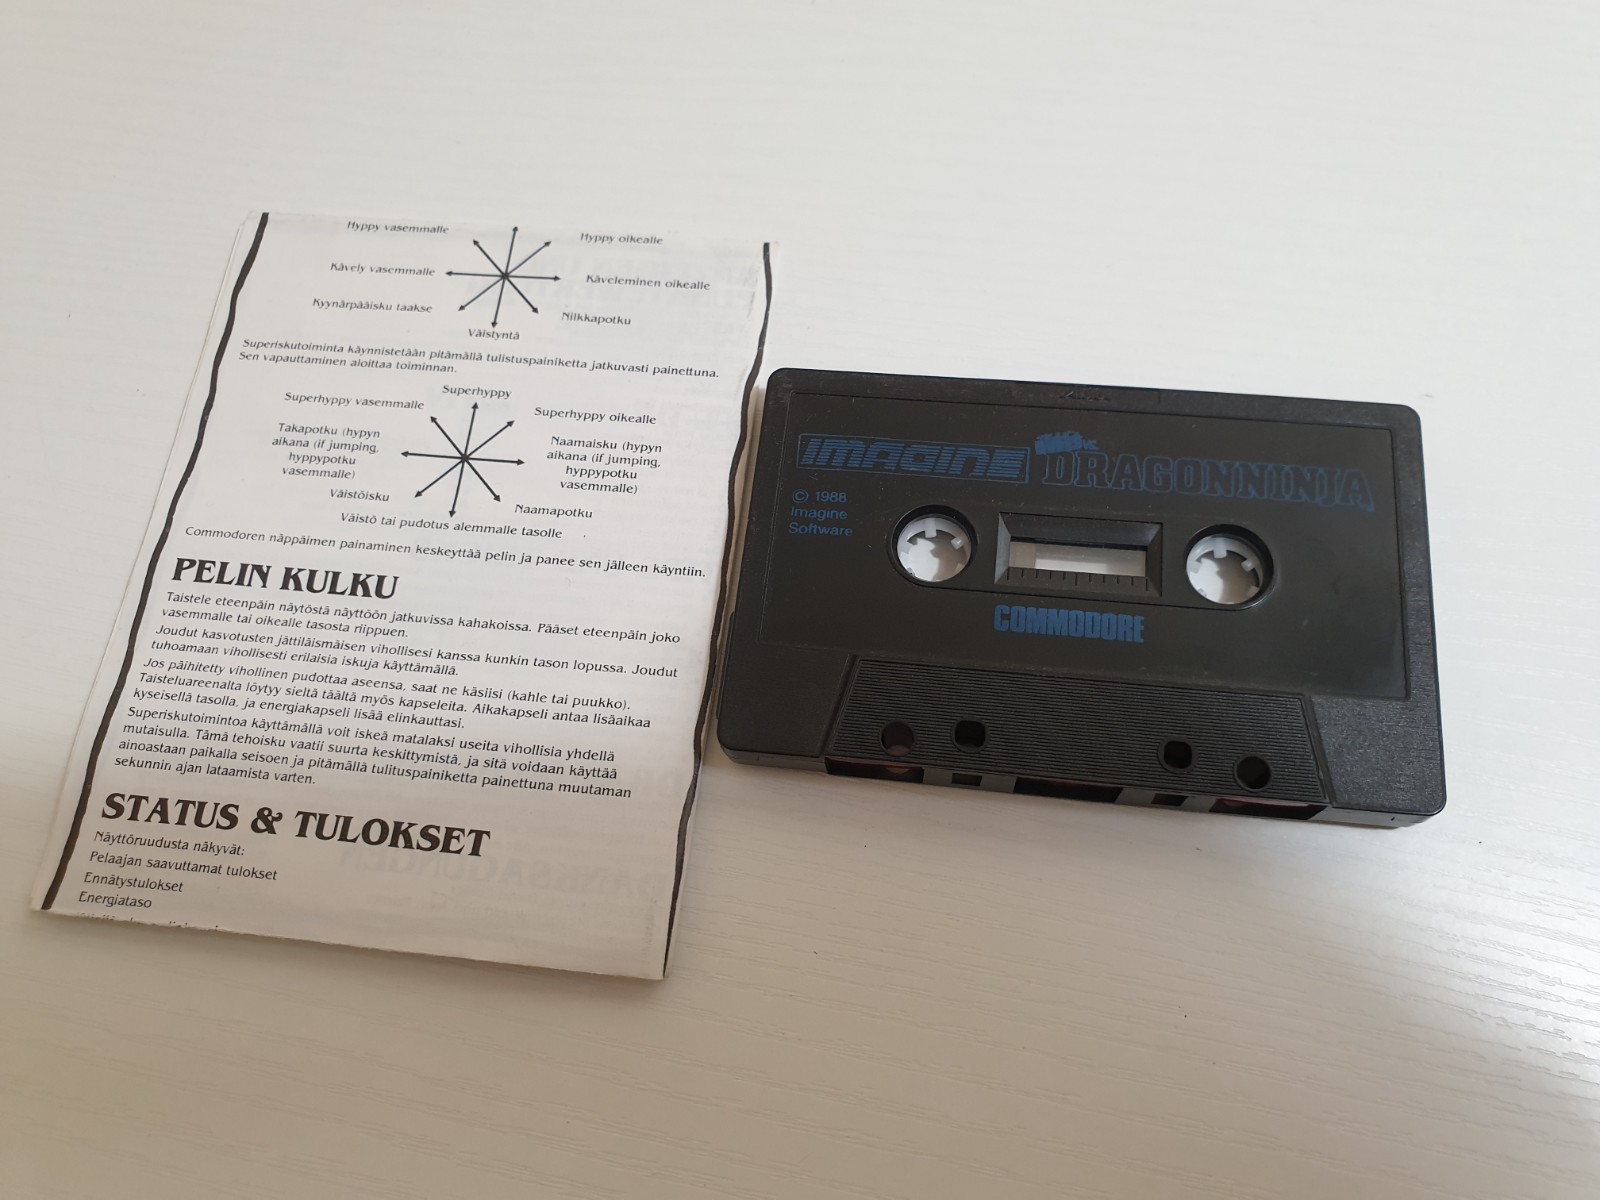 Hyppy vasemmalle
Hyppy oikealle
Kävely vasemmalle
Käveleminen oikealle
Kyynärpääisku taakse
Nilkkapotku
Väistyntä
Superiskutoiminta käynnistetään pitämällä tulistuspainiketta jatkuvasti painettuna.
Sen vapauttaminen aloittaa toiminnan.
Superhyppy
Superhyppy vasemmalle
Superhyppy oikealle
Takapotku (hypyn
aikana (if jumping,
hyppypotku
vasemmalle)
Naamaisku (hypyn
aikana (if jumping,
hyppypotku
vasemmalle)
Väistöisku
Naamapotku
Väistö tai pudotus alemmalle tasolle
Commodoren näppäimen painaminen keskeyttää pelin ja panee sen jälleen käyntiin.
PELIN KULKU
Taistele eteenpäin näytöstä näyttöön jatkuvissa kahakoissa. Pääset eteenpäin joko
vasemmalle tai oikealle tasosta riippuen.
Joudut kasvotusten jättiläismäisen vihollisesi kanssa kunkin tason lopussa. Joudut
tuhoamaan vihollisesti erilaisia iskuja käyttämällä.
Jos päihitetty vihollinen pudottaa aseensa, saat ne käsiisi (kahle tai puukko).
Taisteluareenalta löytyy sieltä täältä myös kapseleita. Aikakapseli antaa lisäaikaa
kyseisellä tasolla, ja energiakapseli lisää elinkauttasi.
Superiskutoimintoa käyttämällä voit iskeä matalaksi useita vihollisia yhdellä
mutaisulla. Tämä tehoisku vaatii suurta keskittymistä, ja sitä voidaan käyttää
ainoastaan paikalla seisoen ja pitämällä tulituspainiketta painettuna muutaman
sekunnin ajan lataamista varten.
STATUS & TULOKSET
Näyttöruudusta näkyvät:
Pelaajan saavuttamat tulokset
Ennätystulokset
Energiataso
IMAGINE
VS.
DRAGONNINJA
TM
© 1988
Imagine
Software
COMMODORE